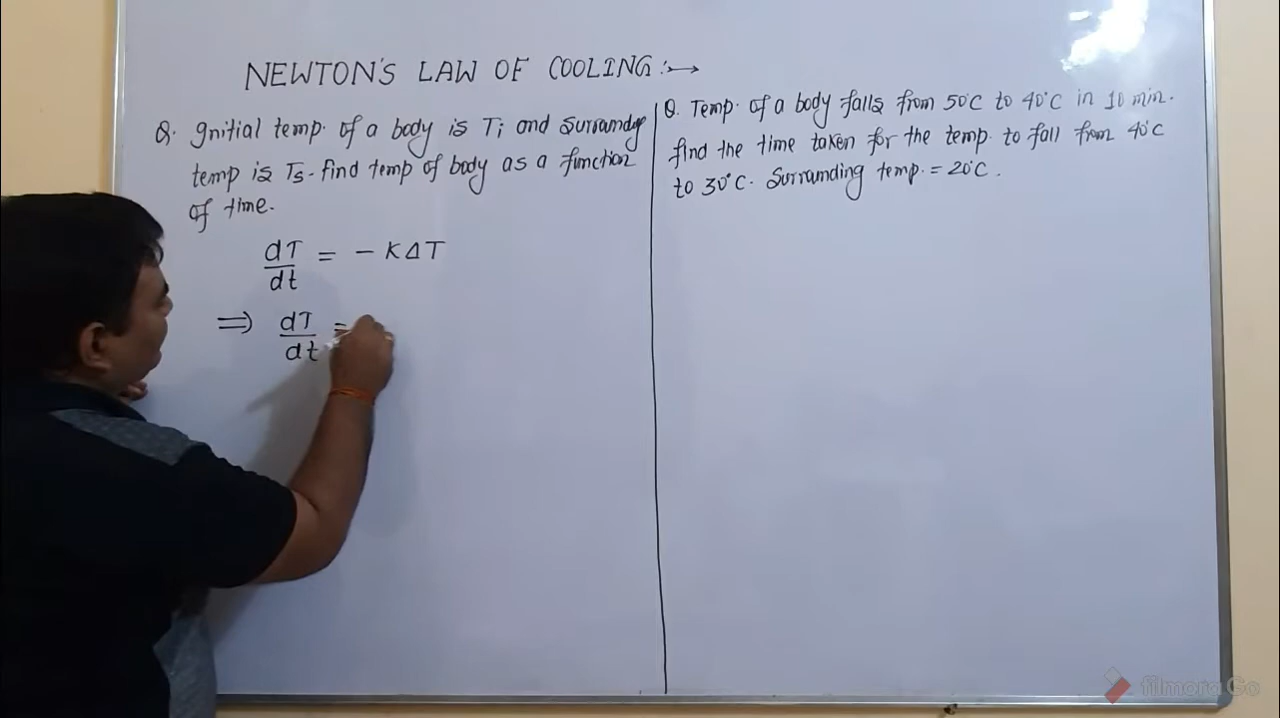 NEWTON'S LAW OF COOLING :→
Q. Initial temp. of a body is Ti and Surrounding
temp is Ts. find temp of body as a function
of time.
dT/dt = - K Δ T
⇒ dT/dt =
Q. Temp. of a body falls from 50°C to 40°C in 10 min.
find the time taken for the temp. to fall from 40°C
to 30°C. Surrounding temp. = 20°C.
filmora Go